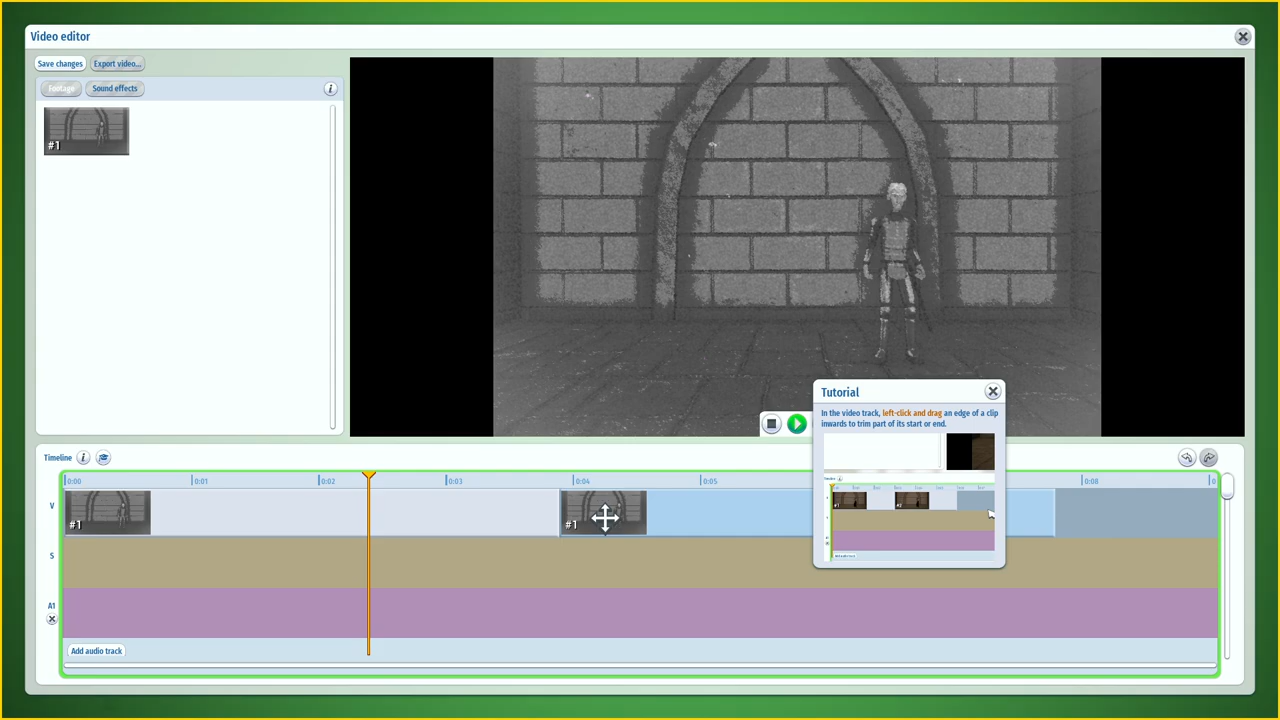 Video editor
Save changes
Export video...
Footage
Sound effects
#1
Tutorial
In the video track, left-click and drag an edge of a clip
inwards to trim part of its start or end.
Timeline
0:00
0:01
0:02
0:03
0:04
0:05
0:08
0
V
#1
#1
S
A1
Add audio track